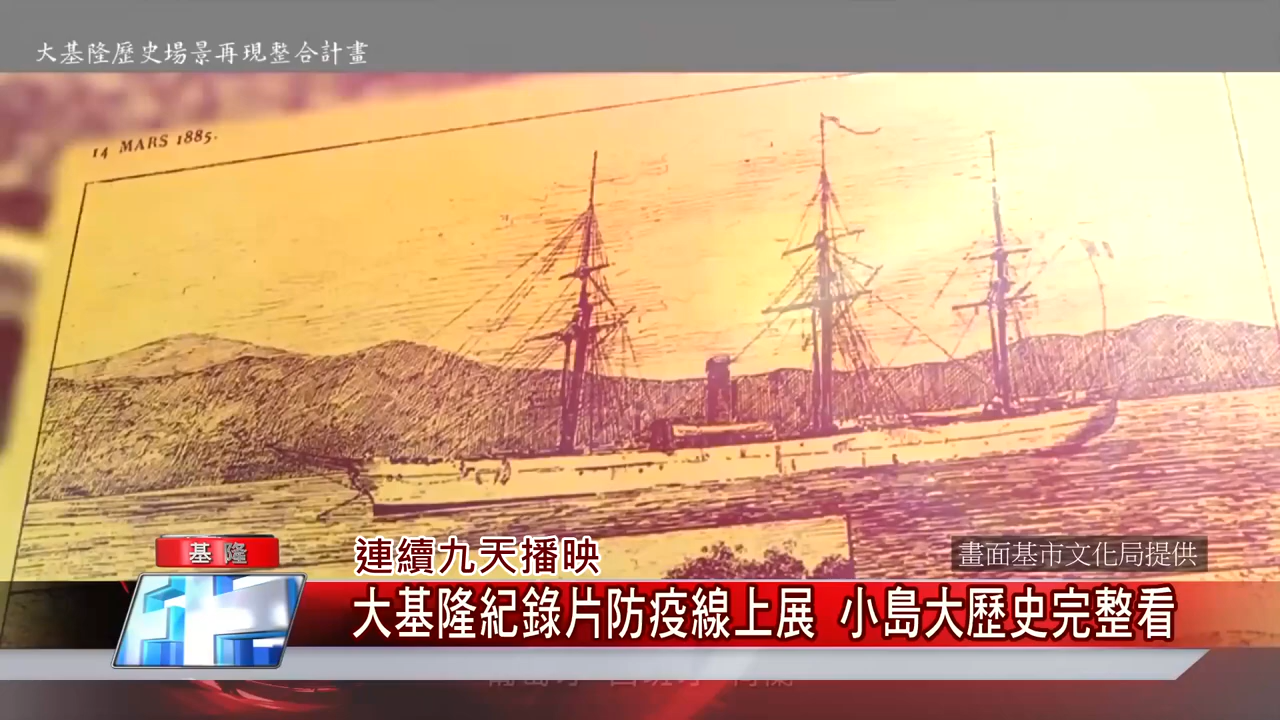 大基隆歷史場景再現整合計畫
14 MARS 1885.
基隆
連續九天播映
畫面基市文化局提供
大基隆紀錄片防疫線上展 小島大歷史完整看